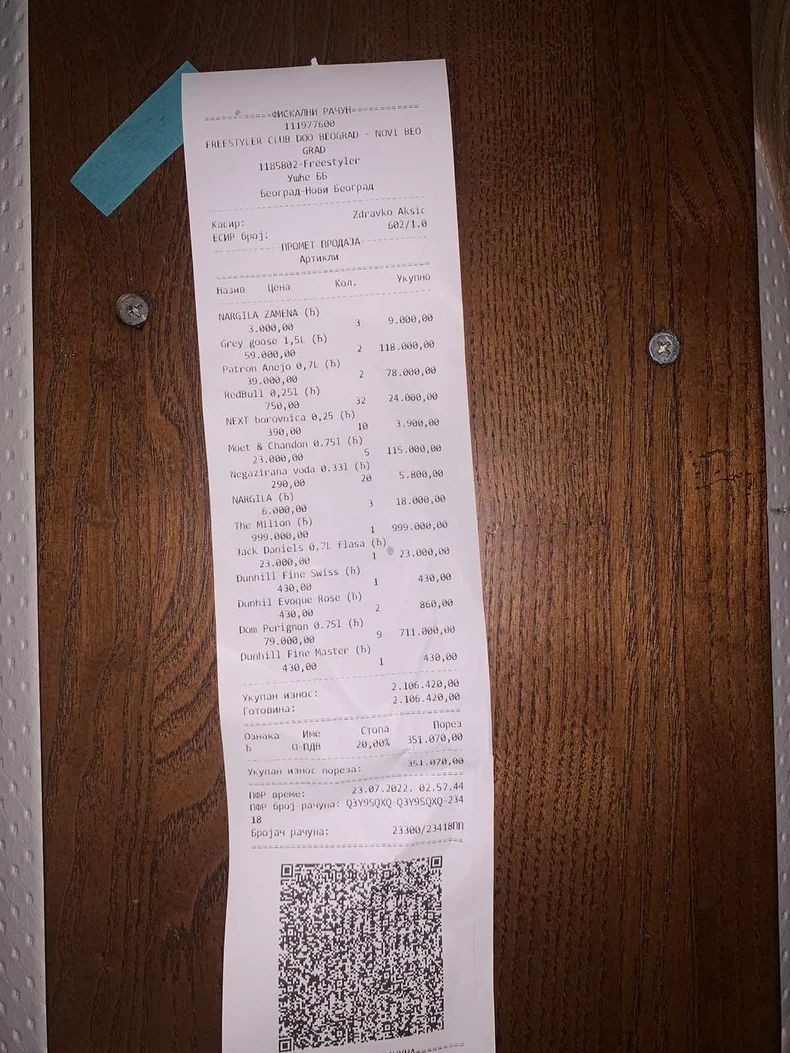 ============ФИСКАЛНИ РАЧУН============
111977600
FREESTYLER CLUB DOO BEOGRAD - NOVI BEO
GRAD
1185802-Freestyler
Ушће ББ
Београд-Нови Београд
Касир: Zdravko Aksic
ЕСИР број: 602/1.0
ПРОМЕТ ПРОДАЈА
Артикли
Назив Цена Кол. Укупно
NARGILA ZAMENA (Ђ)
3.000,00 3 9.000,00
Grey goose 1,5L (Ђ)
59.000,00 2 118.000,00
Patron Anejo 0,7L (Ђ)
39.000,00 2 78.000,00
RedBull 0,25l (Ђ)
750,00 32 24.000,00
NEXT borovnica 0,25 (Ђ)
390,00 10 3.900,00
Moet & Chandon 0.75l (Ђ)
23.000,00 5 115.000,00
Negazirana voda 0.33l (Ђ)
290,00 20 5.800,00
NARGILA (Ђ)
6.000,00 3 18.000,00
The Milion (Ђ)
999.000,00 1 999.000,00
Jack Daniels 0,7L flasa (Ђ)
23.000,00 1 23.000,00
Dunhill Fine Swiss (Ђ)
430,00 1 430,00
Dunhil Evoque Rose (Ђ)
430,00 2 860,00
Dom Perignon 0.75l (Ђ)
79.000,00 9 711.000,00
Dunhill Fine Master (Ђ)
430,00 1 430,00
Укупан износ: 2.106.420,00
Готовина: 2.106.420,00
Ознака Име Стопа Порез
Ђ О-ПДВ 20,00% 351.070,00
Укупан износ пореза: 351.070,00
ПФР време: 23.07.2022. 02.57.44
ПФР број рачуна: Q3Y9SQXQ-Q3Y9SQXQ-234
18
Бројач рачуна: 23300/23418ПП